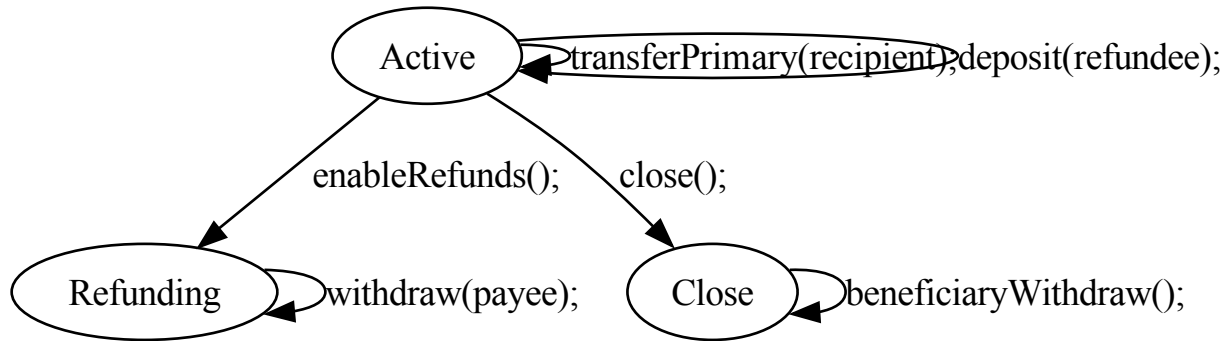 Active
transferPrimary(recipient);
deposit(refundee);
enableRefunds();
close();
Refunding
withdraw(payee);
Close
beneficiaryWithdraw();